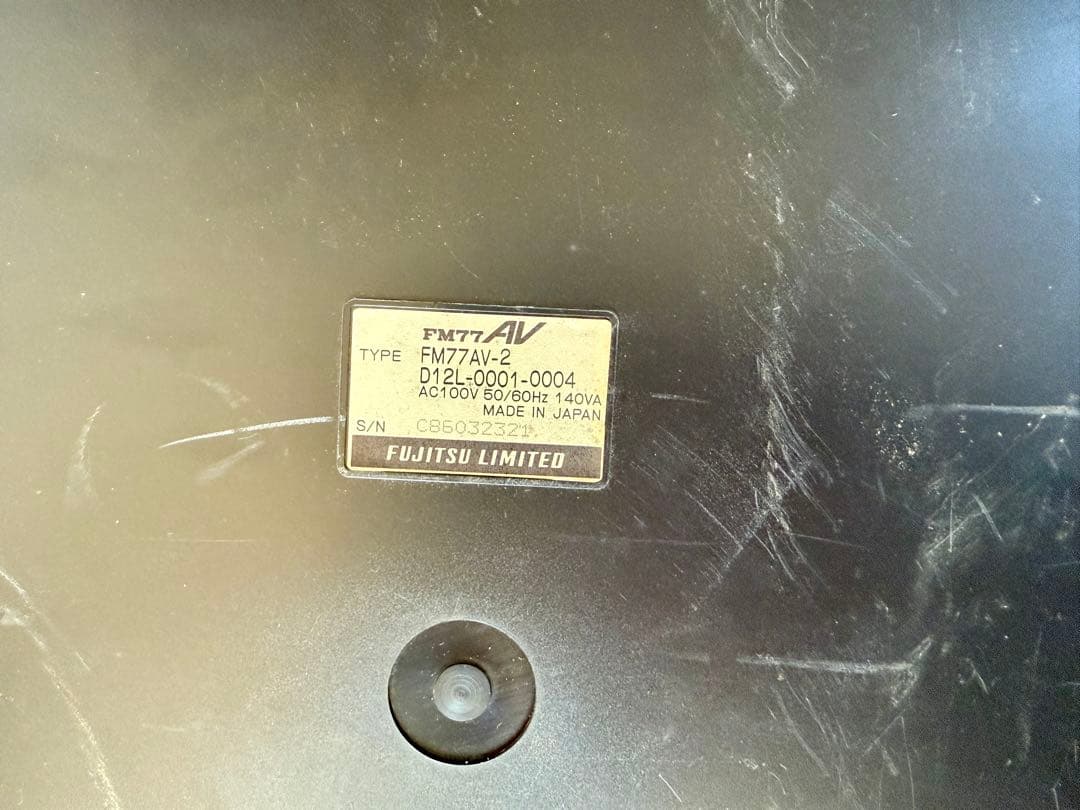 FM77AV
TYPE FM77AV-2
D12L-0001-0004
AC100V 50/60Hz 140VA
MADE IN JAPAN
S/N C86032321
FUJITSU LIMITED